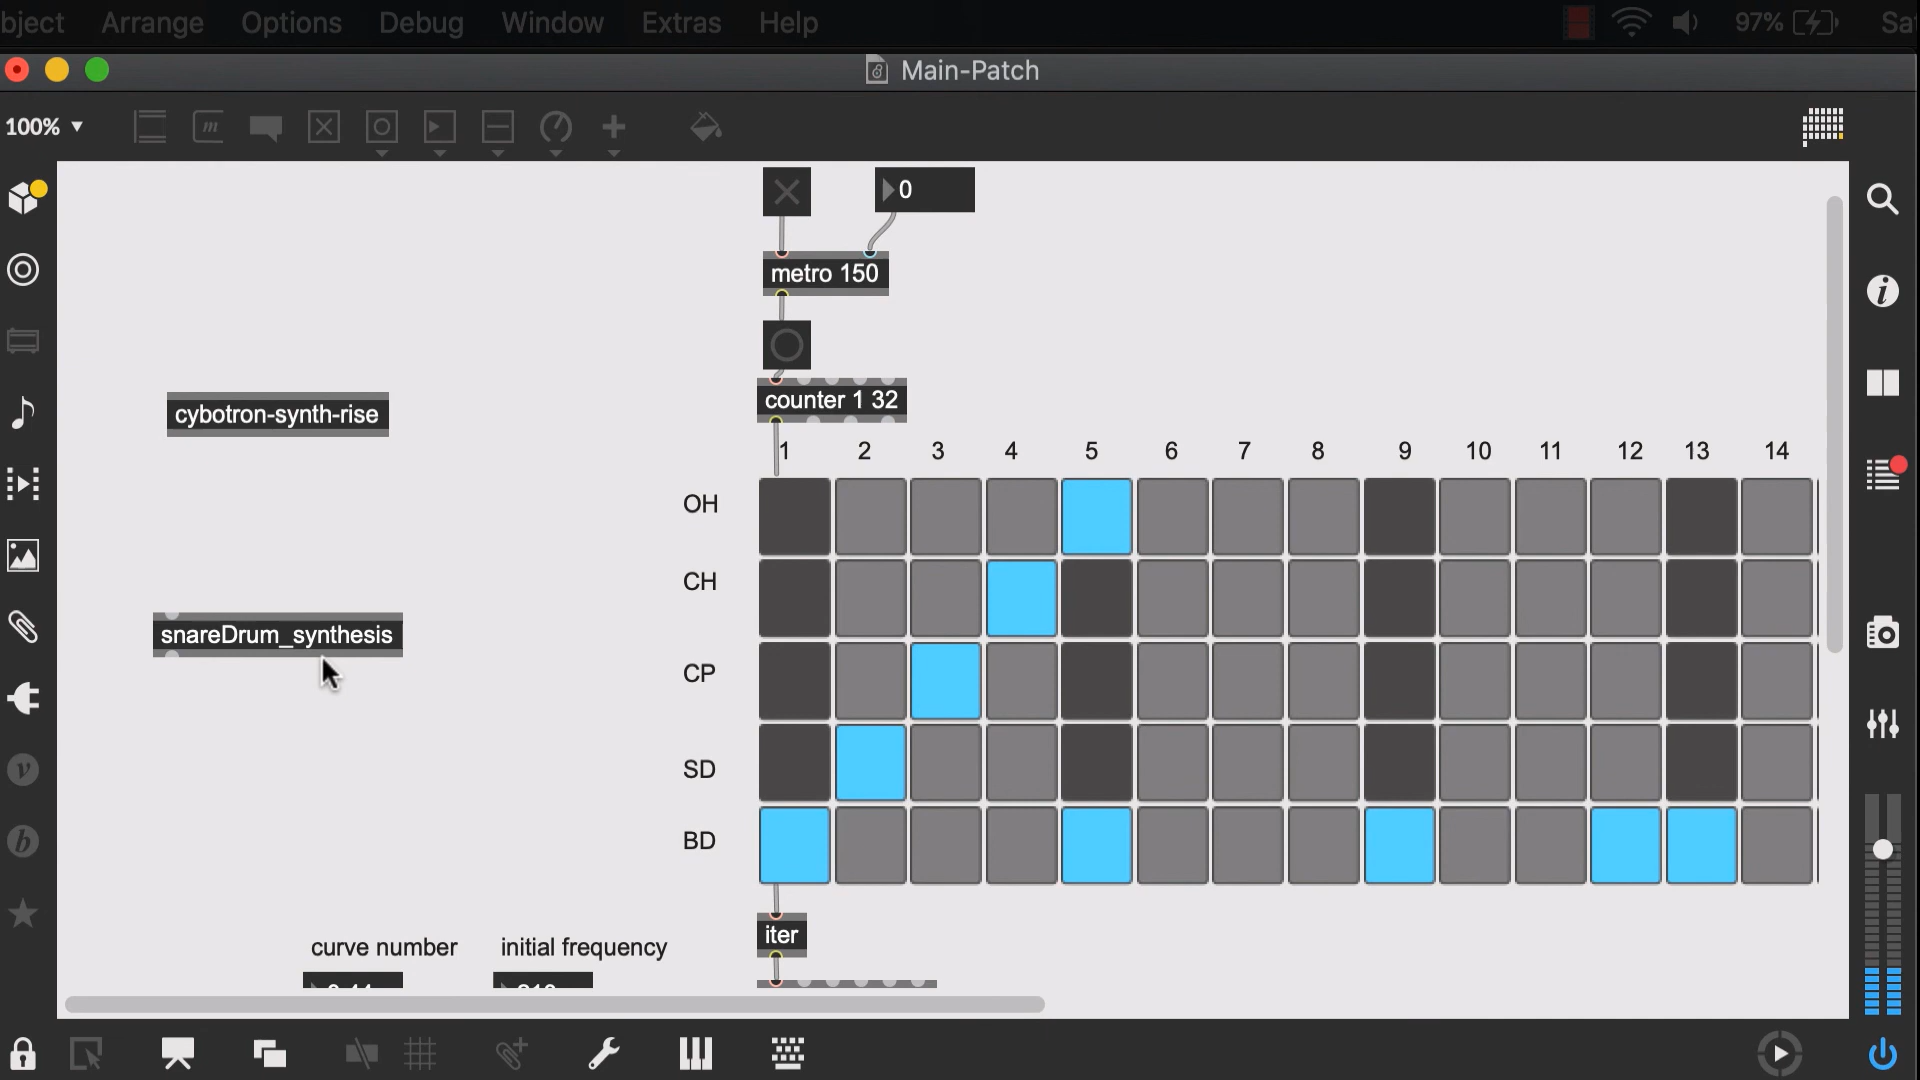 bject Arrange Options Debug Window Extras Help 97% Sa
Main-Patch
100%
m
0
metro 150
cybotron-synth-rise
counter 1 32
1 2 3 4 5 6 7 8 9 10 11 12 13 14
OH
CH
snareDrum_synthesis
CP
SD
BD
iter
curve number initial frequency
v
b